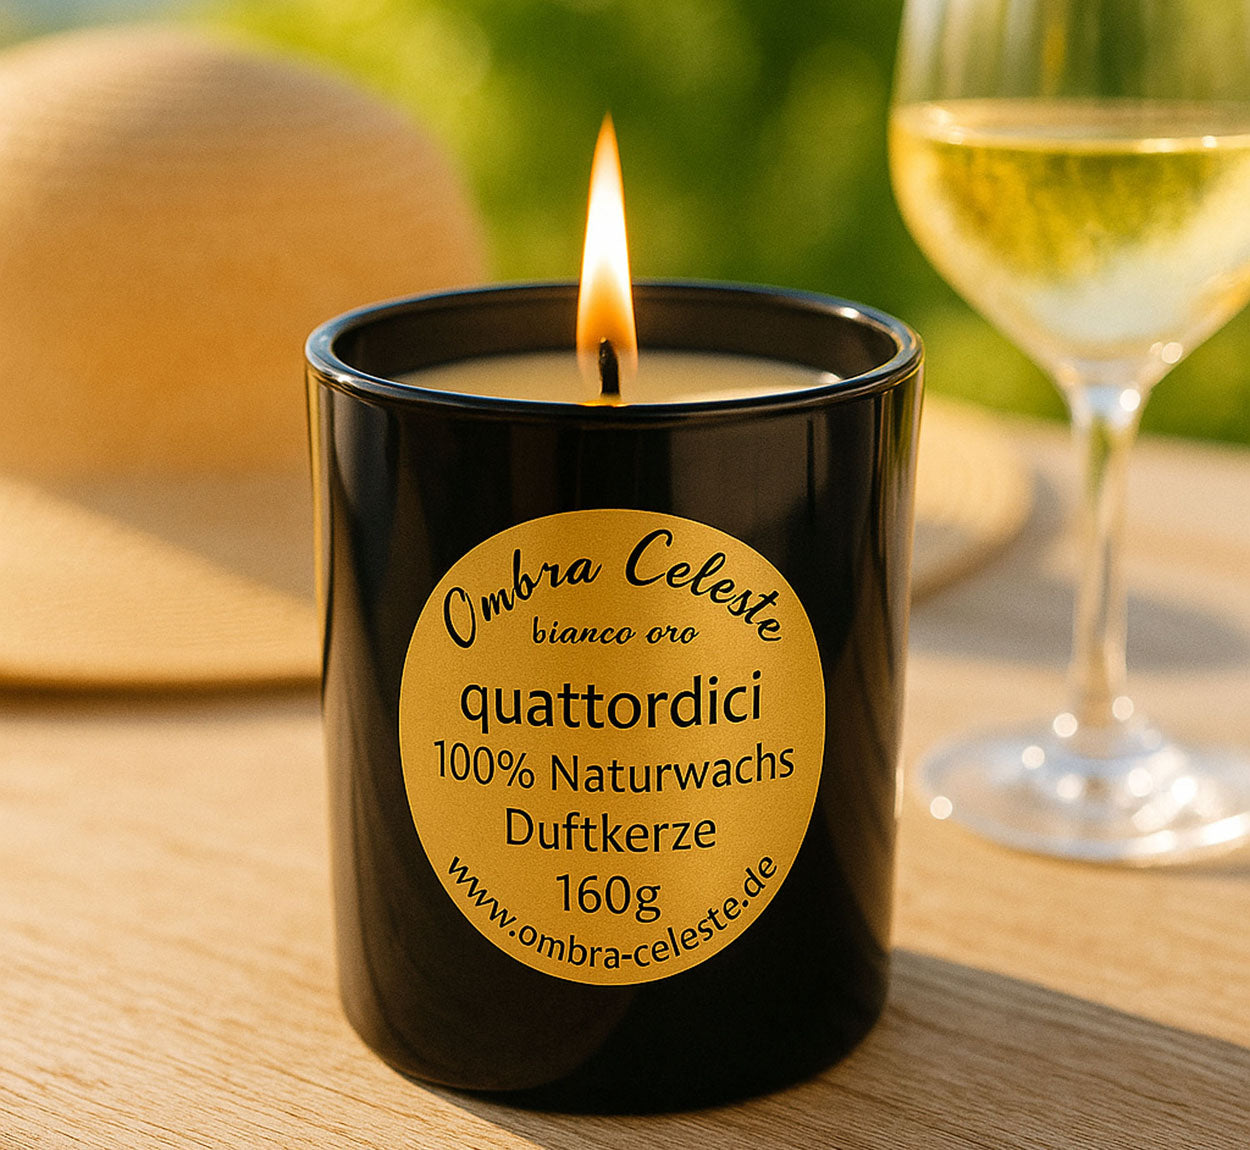 Ombra Celeste
bianco oro
quattordici
100% Naturwachs
Duftkerze
160g
www.ombra-celeste.de